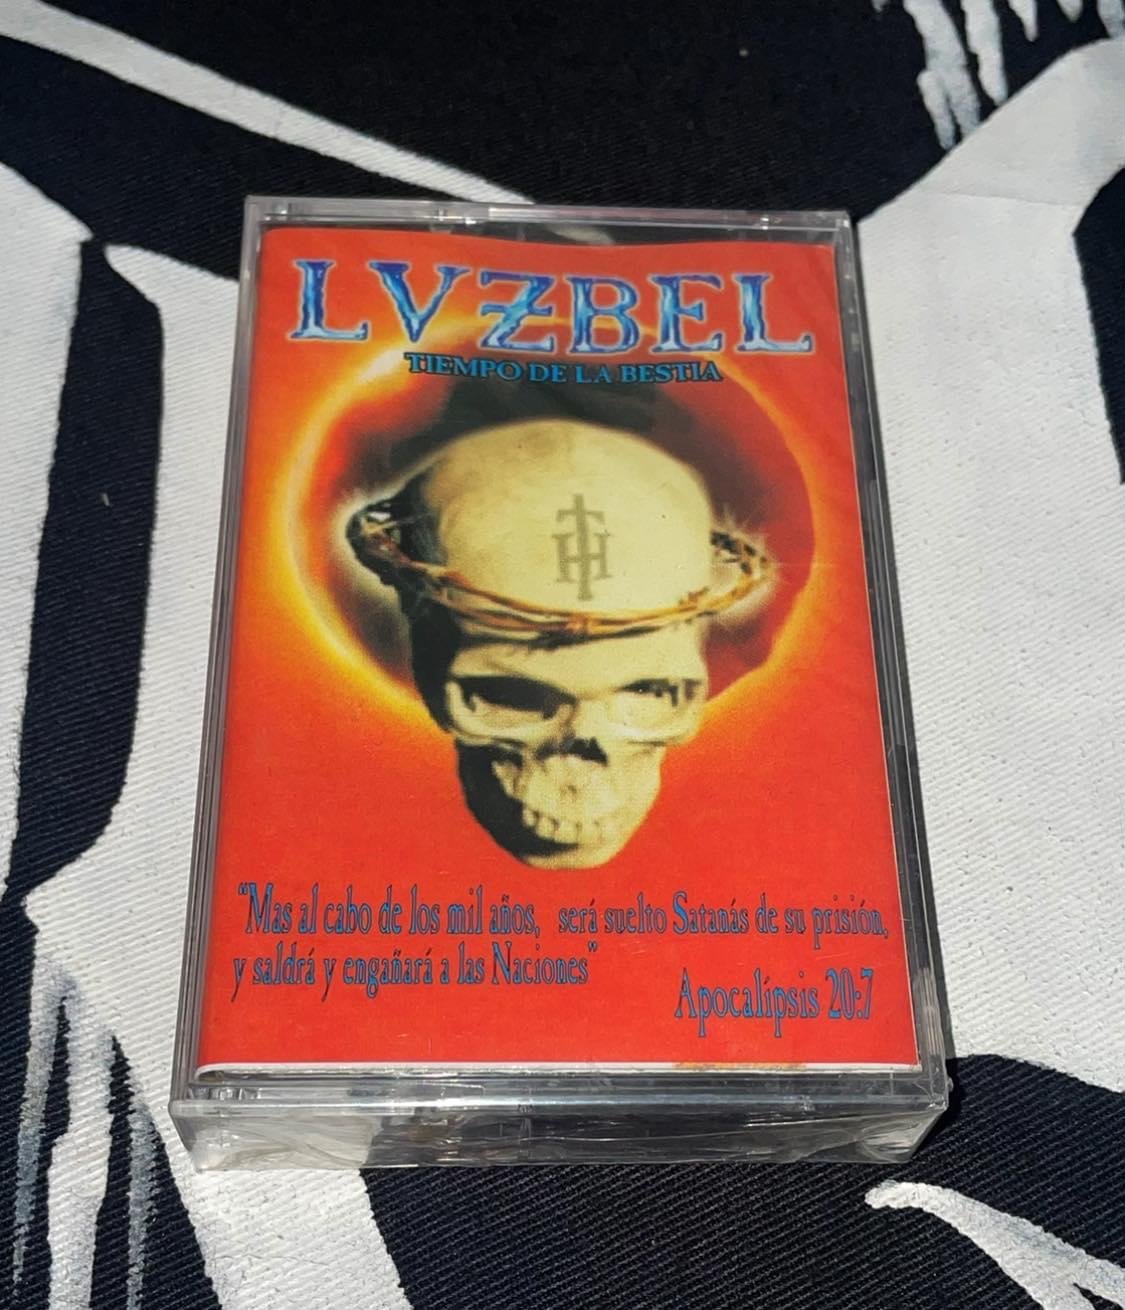 LVZBEL
TIEMPO DE LA BESTIA
"Mas al cabo de los mil años, será suelto Satanás de su prisión,
y saldrá y engañará a las Naciones"
Apocalípsis 20:7